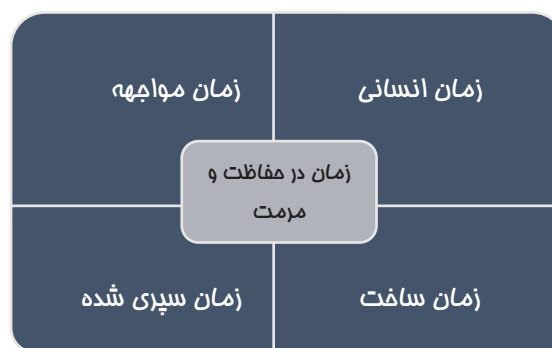 زمان انسانی
زمان مواجهه
زمان در حفاظت و
مرمت
زمان ساخت
زمان سپری شده